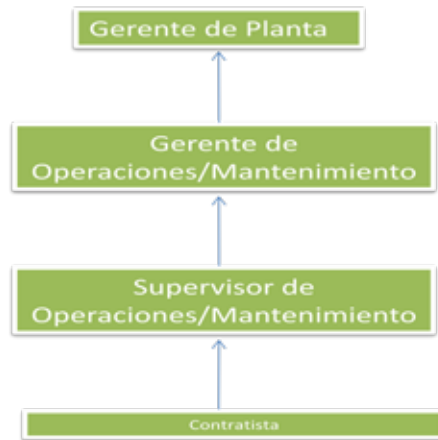 Gerente de Planta
Gerente de
Operaciones/Mantenimiento
Supervisor de
Operaciones/Mantenimiento
Contratista